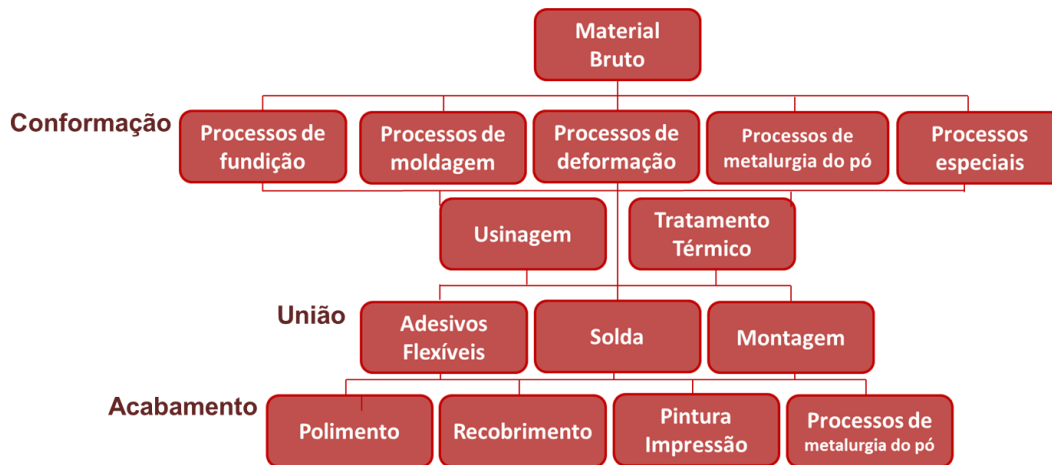 Material
Bruto
Conformação
Processos de
fundição
Processos de
moldagem
Processos de
deformação
Processos de
metalurgia do pó
Processos
especiais
Usinagem
Tratamento
Térmico
União
Adesivos
Flexíveis
Solda
Montagem
Acabamento
Polimento
Recobrimento
Pintura
Impressão
Processos de
metalurgia do pó